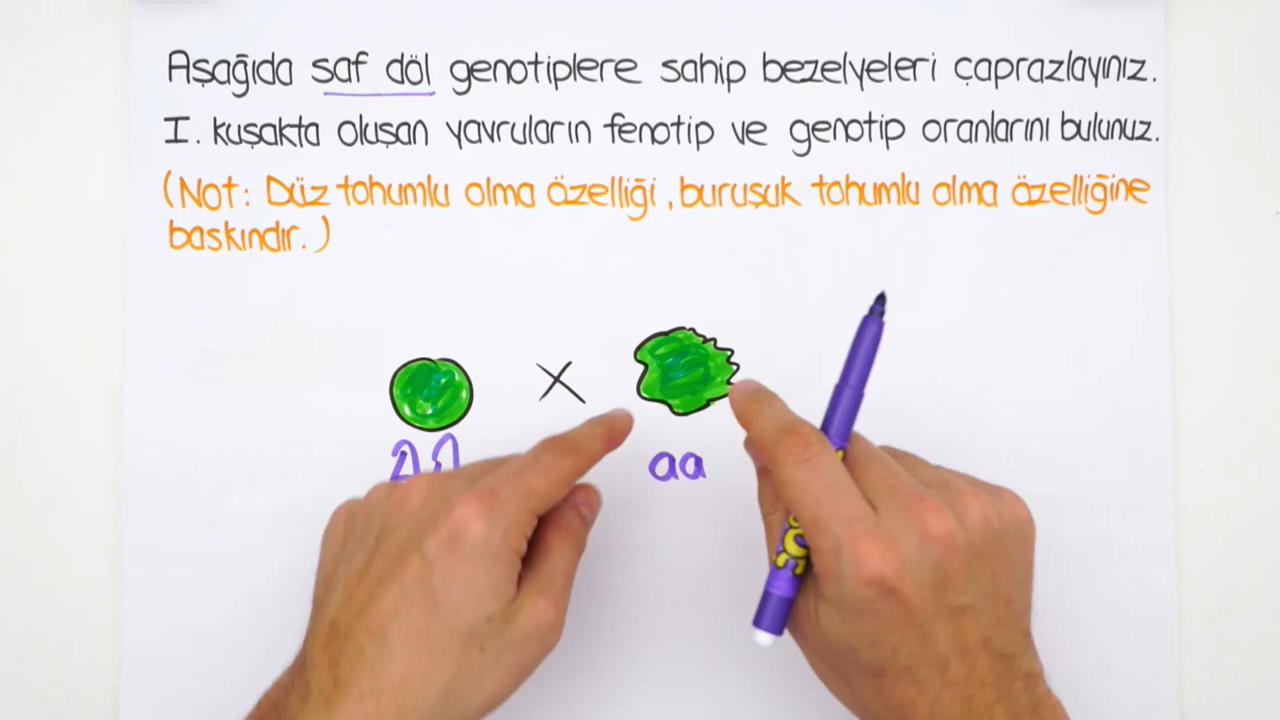 Aşağıda saf döl genotiplere sahip bezelyeleri çaprazlayınız.
I. kuşakta oluşan yavruların fenotip ve genotip oranlarını bulunuz.
(Not: Düz tohumlu olma özelliği, buruşuk tohumlu olma özelliğine
baskındır.)
X
AA aa